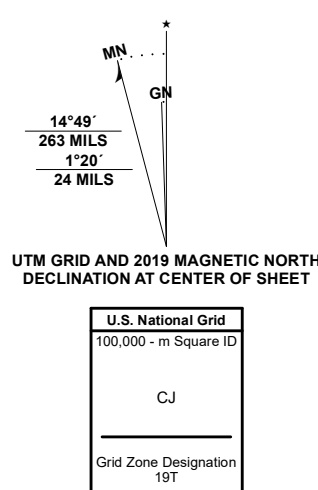 MN
GN
14°49´
263 MILS
1°20´
24 MILS
UTM GRID AND 2019 MAGNETIC NORTH
DECLINATION AT CENTER OF SHEET
U.S. National Grid
100,000 - m Square ID
CJ
Grid Zone Designation
19T